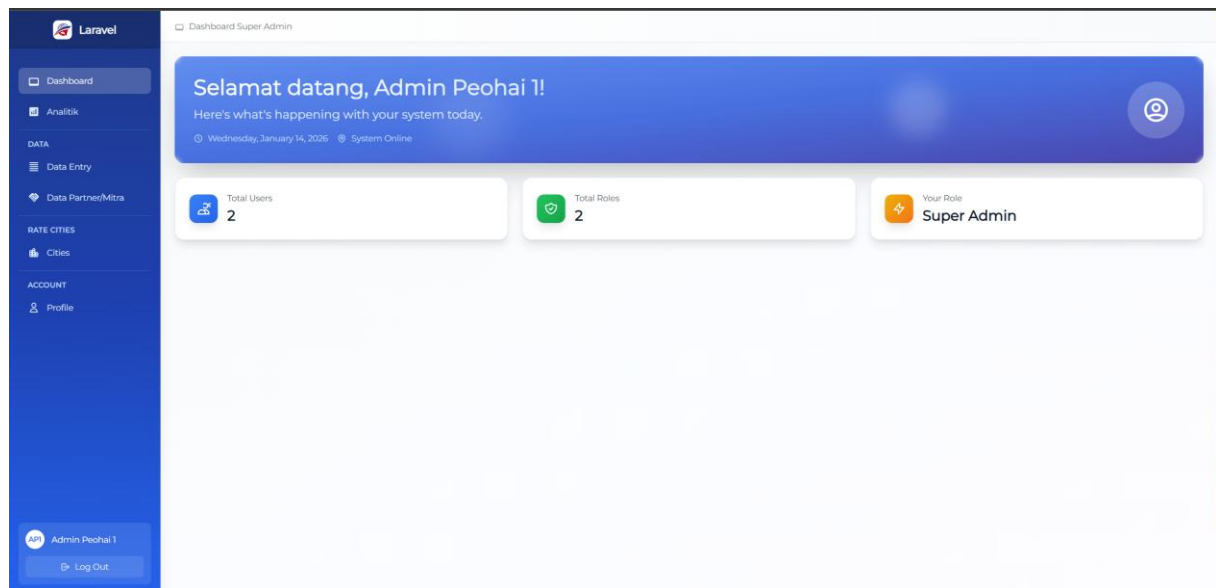 Laravel
Dashboard Super Admin
Dashboard
Analitik
DATA
Data Entry
Data Partner/Mitra
RATE CITIES
Cities
ACCOUNT
Profile
AP1
Admin Peohai 1
Log Out
Selamat datang, Admin Peohai 1!
Here's what's happening with your system today.
Wednesday, January 14, 2026 System Online
Total Users
2
Total Roles
2
Your Role
Super Admin